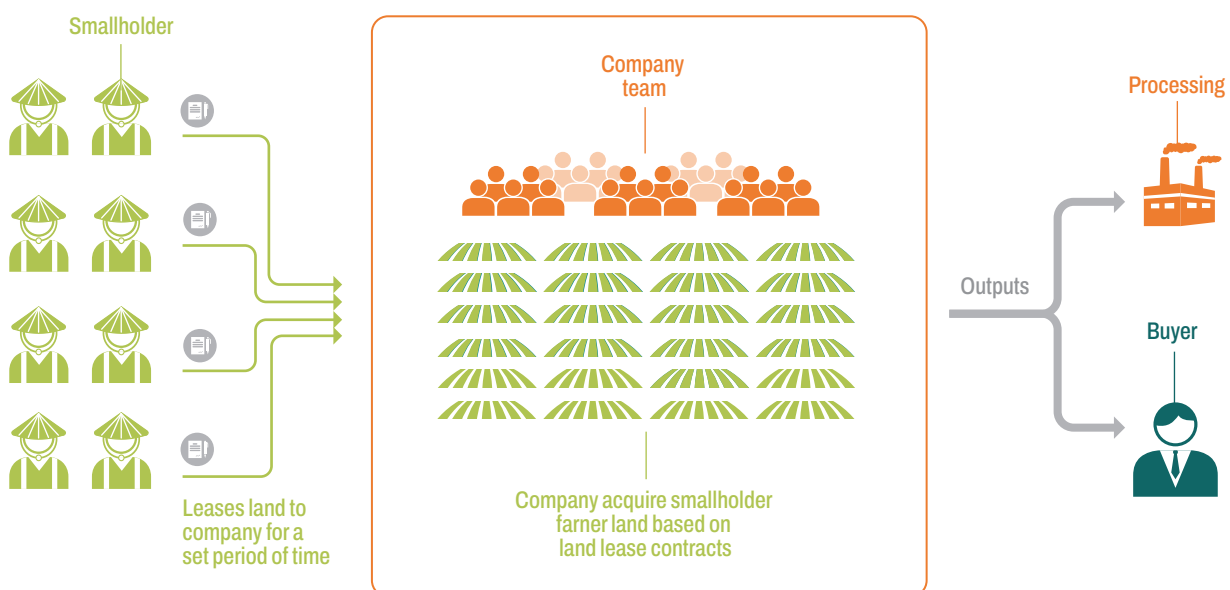 Smallholder
Leases land to
company for a
set period of time
Company
team
Company acquire smallholder
farner land based on
land lease contracts
Outputs
Processing
Buyer